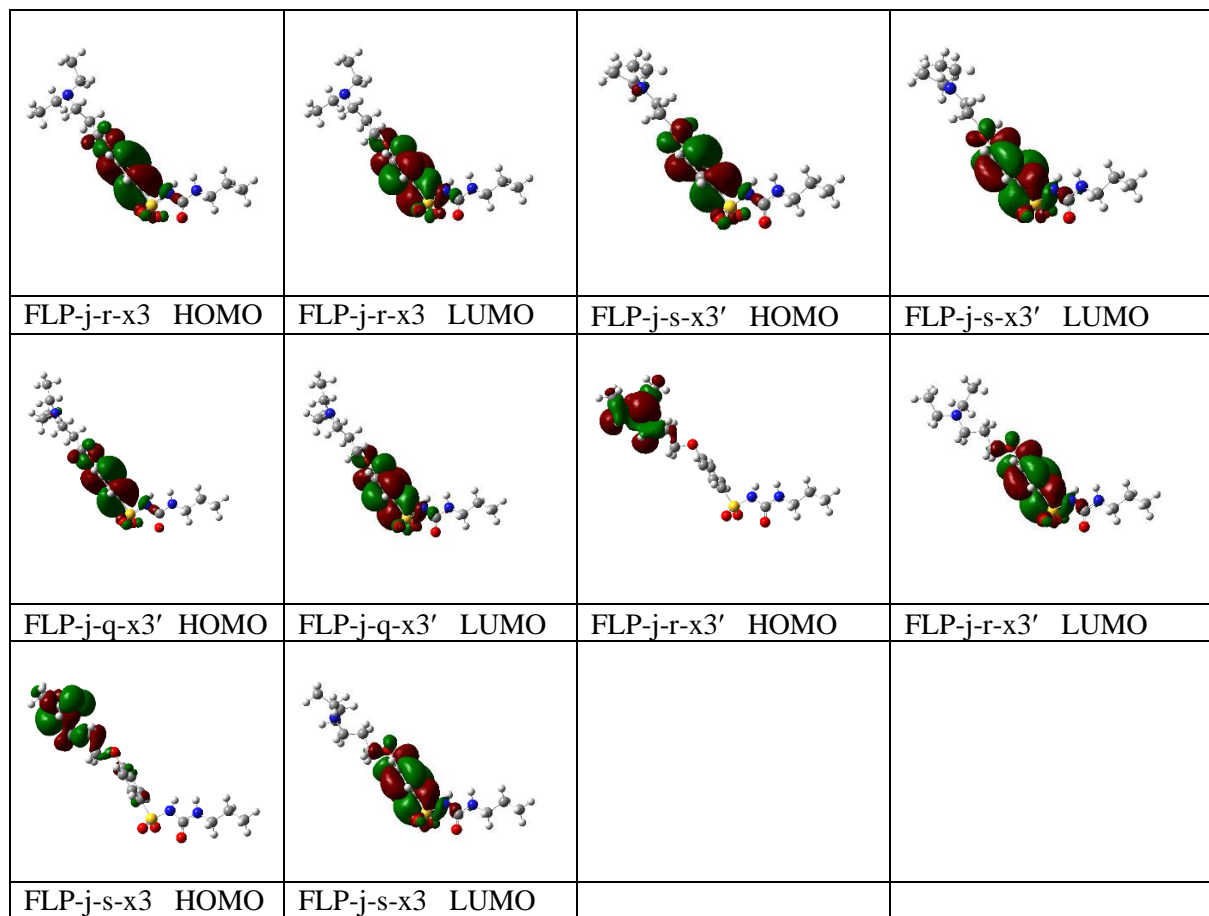 FLP-j-r-x3 HOMO
FLP-j-r-x3 LUMO
FLP-j-s-x3′ HOMO
FLP-j-s-x3′ LUMO
FLP-j-q-x3′ HOMO
FLP-j-q-x3′ LUMO
FLP-j-r-x3′ HOMO
FLP-j-r-x3′ LUMO
FLP-j-s-x3 HOMO
FLP-j-s-x3 LUMO